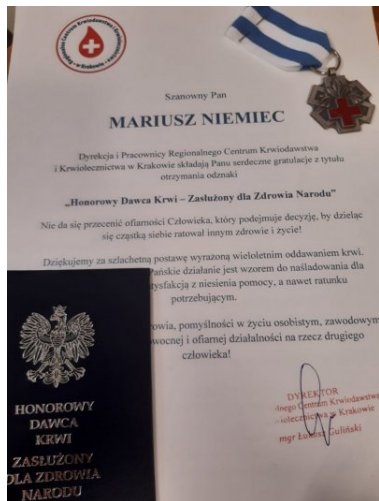 Regionalne Centrum Krwiodawstwa i Krwiolecznictwa
w Krakowie
Szanowny Pan
MARIUSZ NIEMIEC
Dyrekcja i Pracownicy Regionalnego Centrum Krwiodawstwa
i Krwiolecznictwa w Krakowie składają Panu serdeczne gratulacje z tytułu
otrzymania odznaki
„Honorowy Dawca Krwi – Zasłużony dla Zdrowia Narodu”
Nie da się przecenić ofiarności Człowieka, który podejmuje decyzję, by dzieląc
się cząstką siebie ratował innym zdrowie i życie!
Dziękujemy za szlachetną postawę wyrażoną wieloletnim oddawaniem krwi.
Pańskie działanie jest wzorem do naśladowania dla
z niesienia pomocy, a nawet ratunku
potrzebującym.
pomyślności w życiu osobistym, zawodowym
i ofiarnej działalności na rzecz drugiego
człowieka!
DYREKTOR
Centrum Krwiodawstwa
w Krakowie
mgr Łukasz Guliński
HONOROWY
DAWCA
KRWI
ZASŁUŻONY
DLA ZDROWIA
NARODU